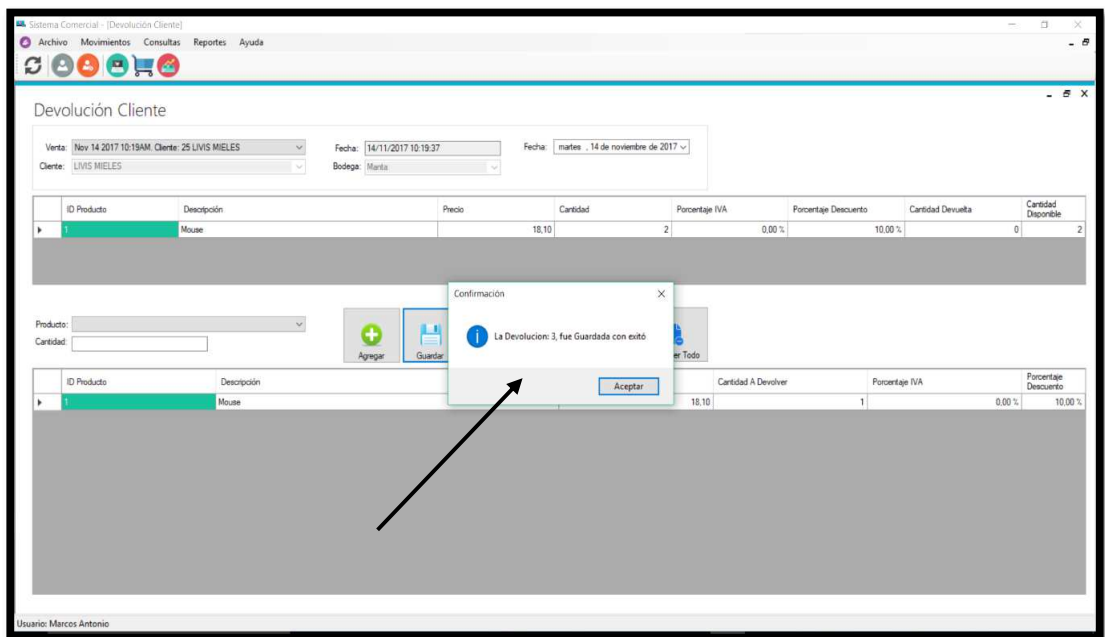 Sistema Comercial - [Devolución Cliente]
Archivo Movimientos Consultas Reportes Ayuda
Devolución Cliente
Venta: Nov 14 2017 10:19AM. Cliente: 25 LIVIS MIELES Fecha: 14/11/2017 10:19:37 Fecha: martes , 14 de noviembre de 2017
Cliente: LIVIS MIELES Bodega: Manta
ID Producto Descripción Precio Cantidad Porcentaje IVA Porcentaje Descuento Cantidad Devuelta Cantidad Disponible
1 Mouse 18,10 2 0,00 % 10,00 % 0 2
Confirmación
La Devolucion: 3, fue Guardada con exitó
Aceptar
Producto:
Cantidad:
Agregar Guardar er Todo
ID Producto Descripción Cantidad A Devolver Porcentaje IVA Porcentaje Descuento
1 Mouse 18,10 1 0,00 % 10,00 %
Usuario: Marcos Antonio